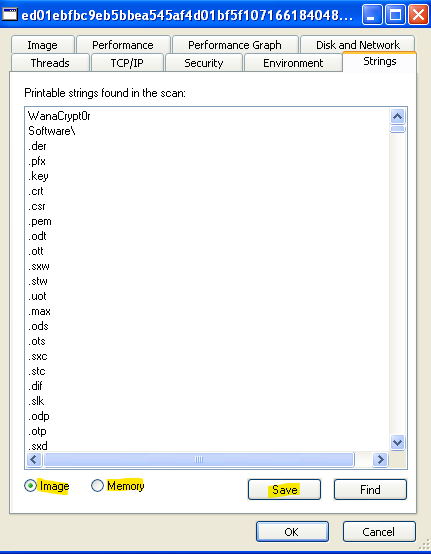 ed01ebfbc9eb5bbea545af4d01bf5f107166184048...
Image Performance Performance Graph Disk and Network
Threads TCP/IP Security Environment Strings
Printable strings found in the scan:
WanaCrypt0r
Software\
.der
.pfx
.key
.crt
.csr
.pem
.odt
.ott
.sxw
.stw
.uot
.max
.ods
.ots
.sxc
.stc
.dif
.slk
.odp
.otp
.sxd
Image Memory Save Find
OK Cancel